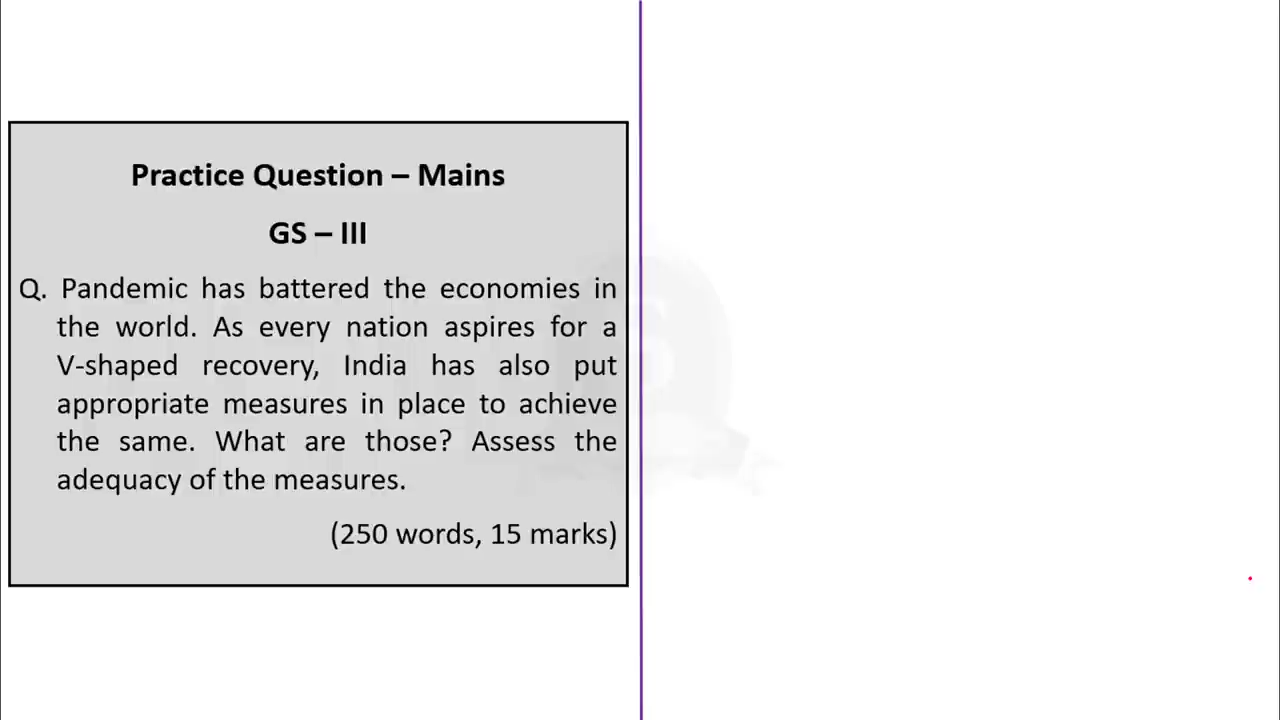 Practice Question – Mains
GS – III
Q. Pandemic has battered the economies in
the world. As every nation aspires for a
V-shaped recovery, India has also put
appropriate measures in place to achieve
the same. What are those? Assess the
adequacy of the measures.
(250 words, 15 marks)